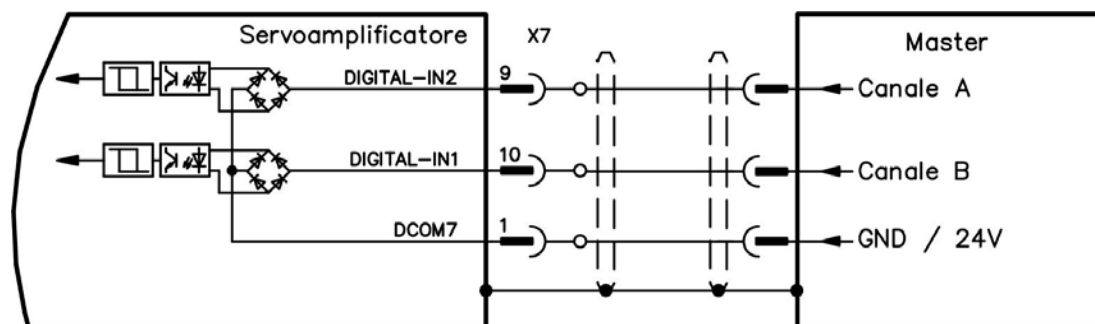 Servoamplificatore
X7
Master
DIGITAL-IN2
9
Canale A
DIGITAL-IN1
10
Canale B
DCOM7
1
GND / 24V